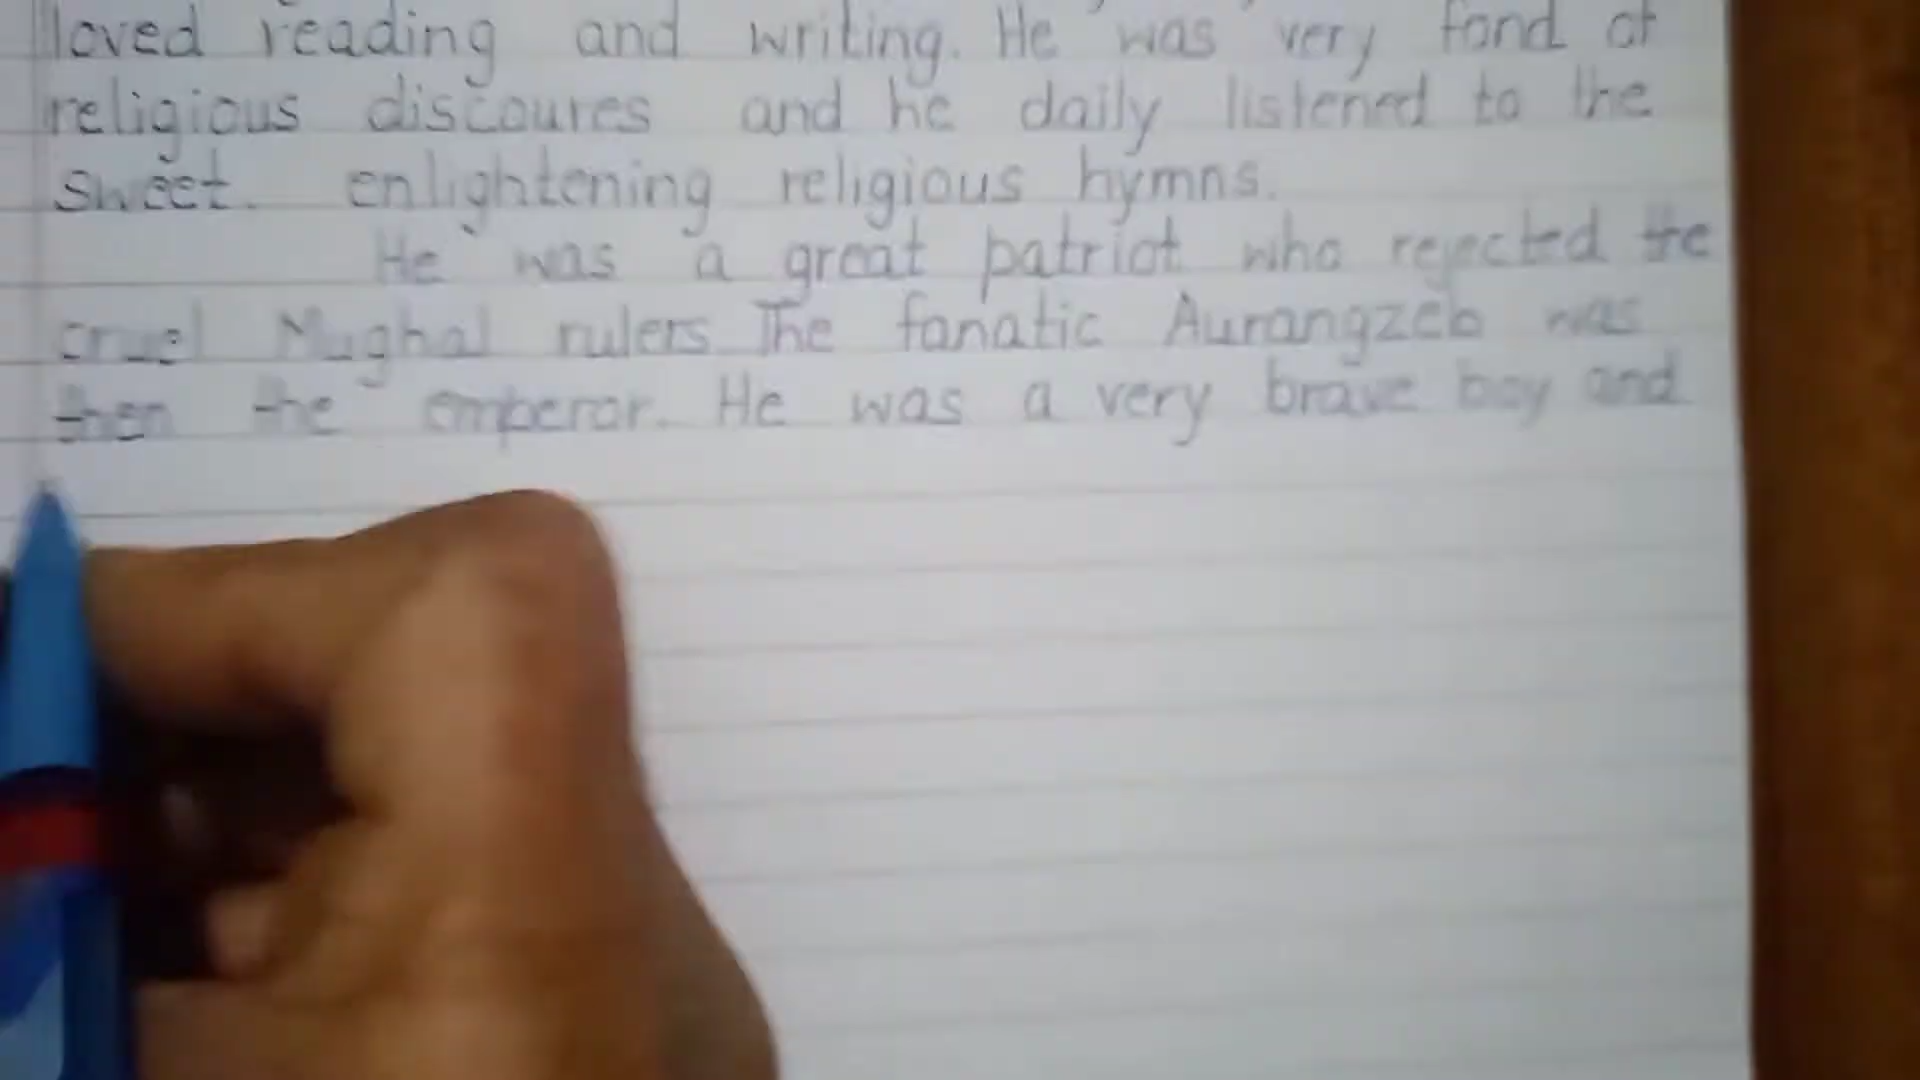 loved reading and writing. He was very fond of
religious discoures and he daily listened to the
sweet. enlightening religious hymns.
He was a great patriot who rejected the
cruel Mughal rulers The fanatic Aurangzeb was
then the emperor. He was a very brave boy and